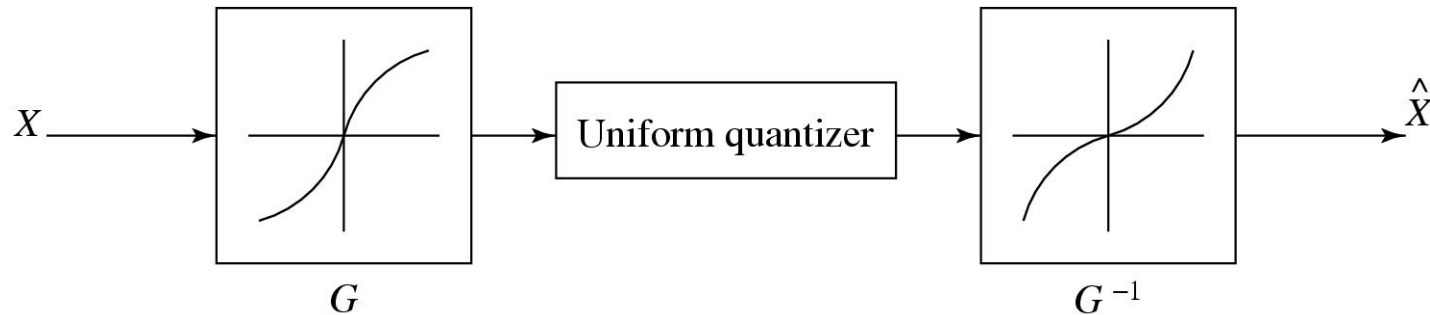 X
Uniform quantizer
X̂
G
G⁻¹